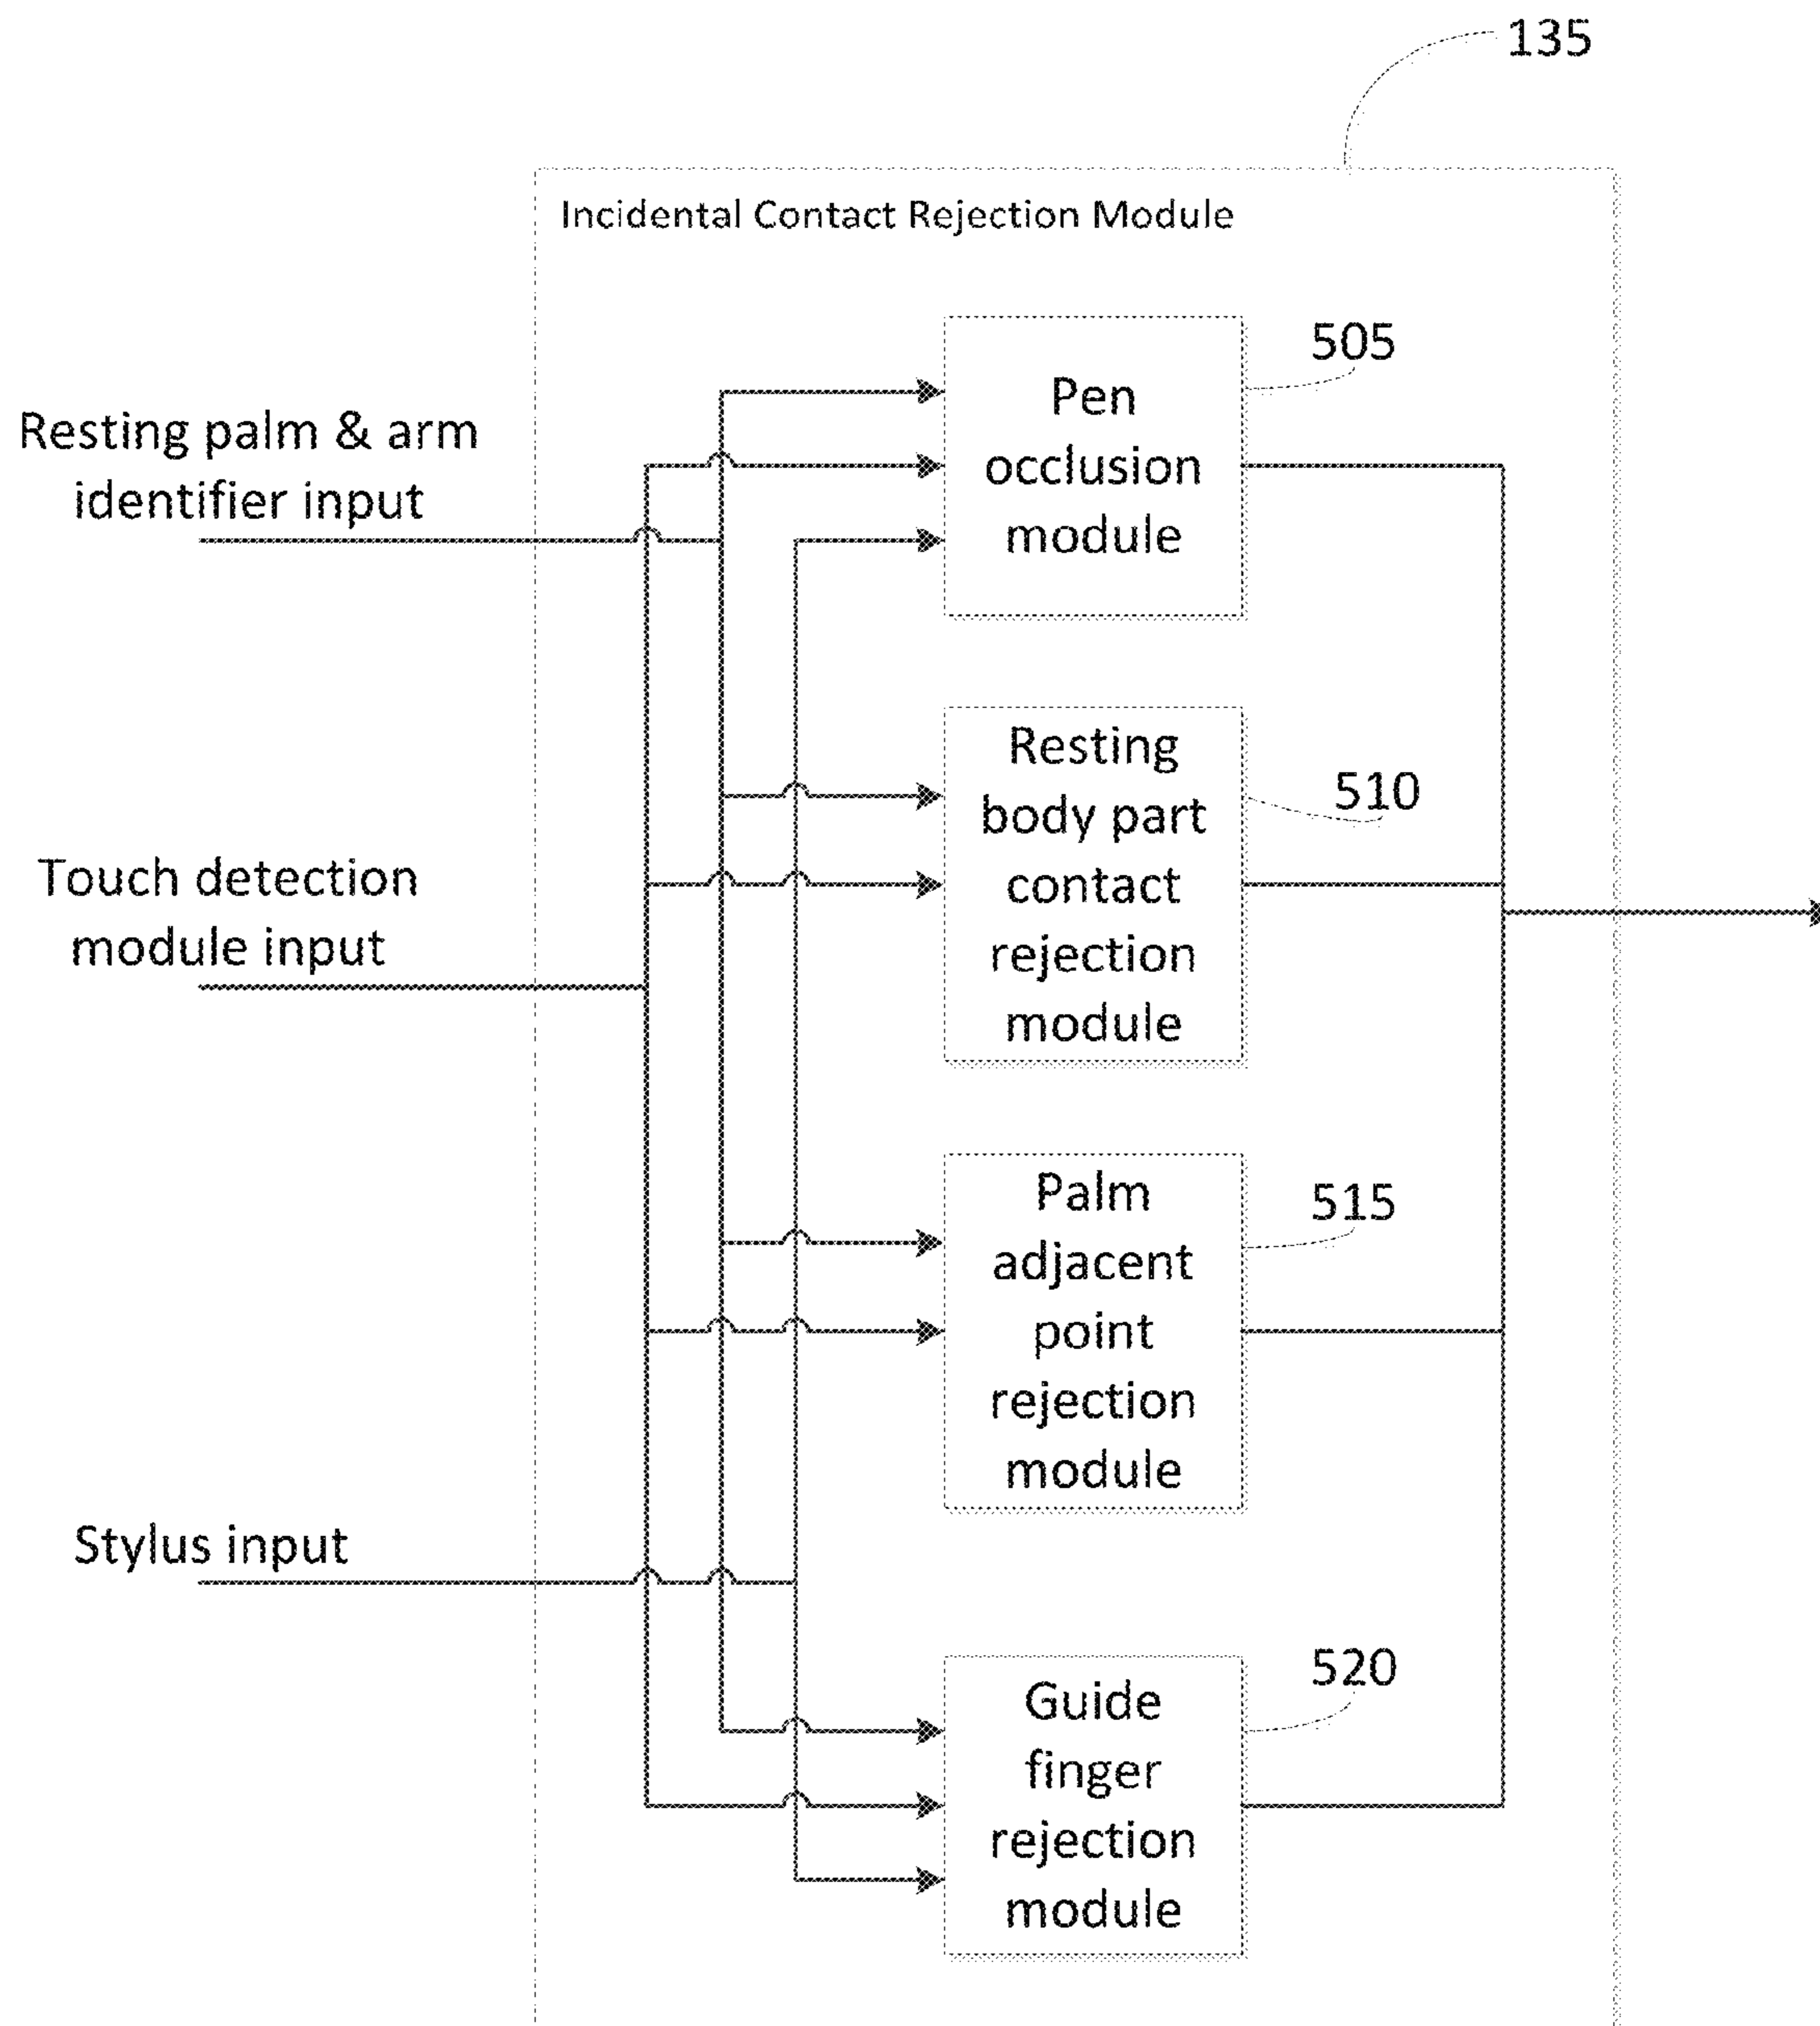 135
Incidental Contact Rejection Module
505
Pen
occlusion
module
Resting palm & arm
identifier input
Resting
body part
contact
rejection
module
510
Touch detection
module input
Palm
adjacent
point
rejection
module
515
Stylus input
Guide
finger
rejection
module
520